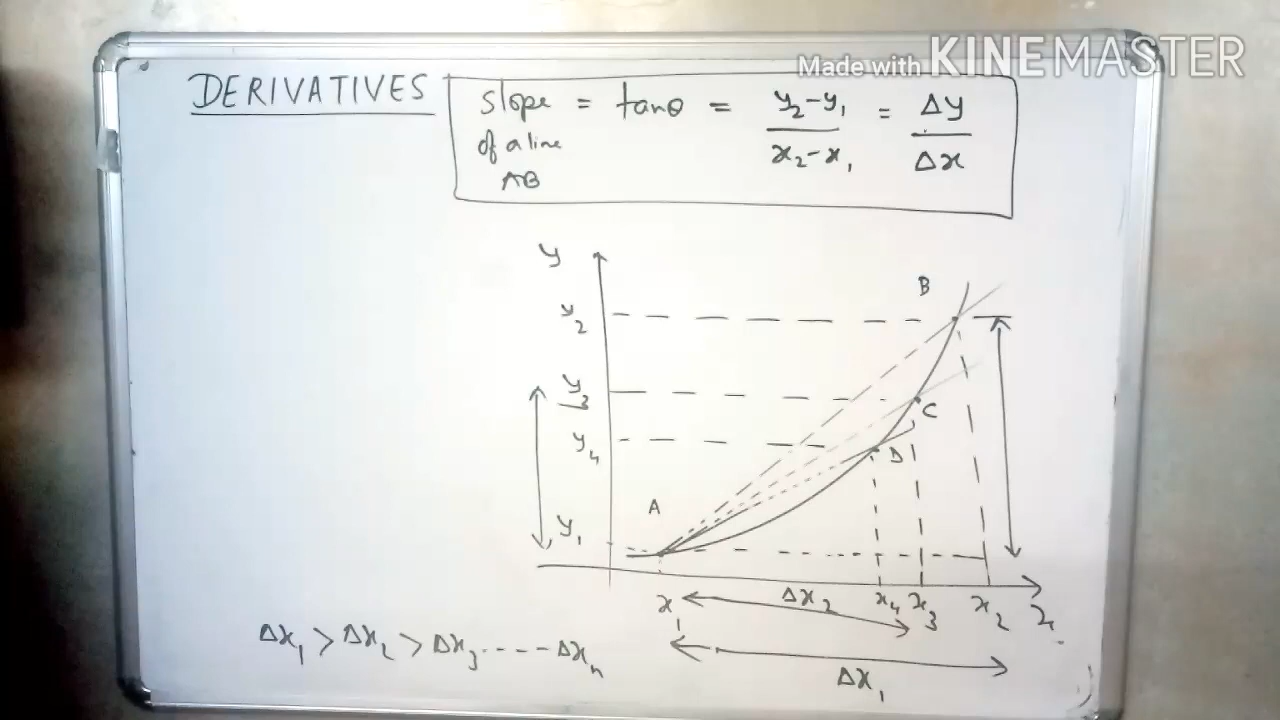 Made with KINEMASTER
DERIVATIVES
slope = tanθ = y₂-y₁ / x₂-x₁ = Δy / Δx
of a line
AB
y
B
y₂
y₃
C
y₄
D
A
y₁
x₁ Δx₂ x₄ x₃ x₂ x
Δx₁ > Δx₂ > Δx₃ ----- Δxₙ
Δx₁